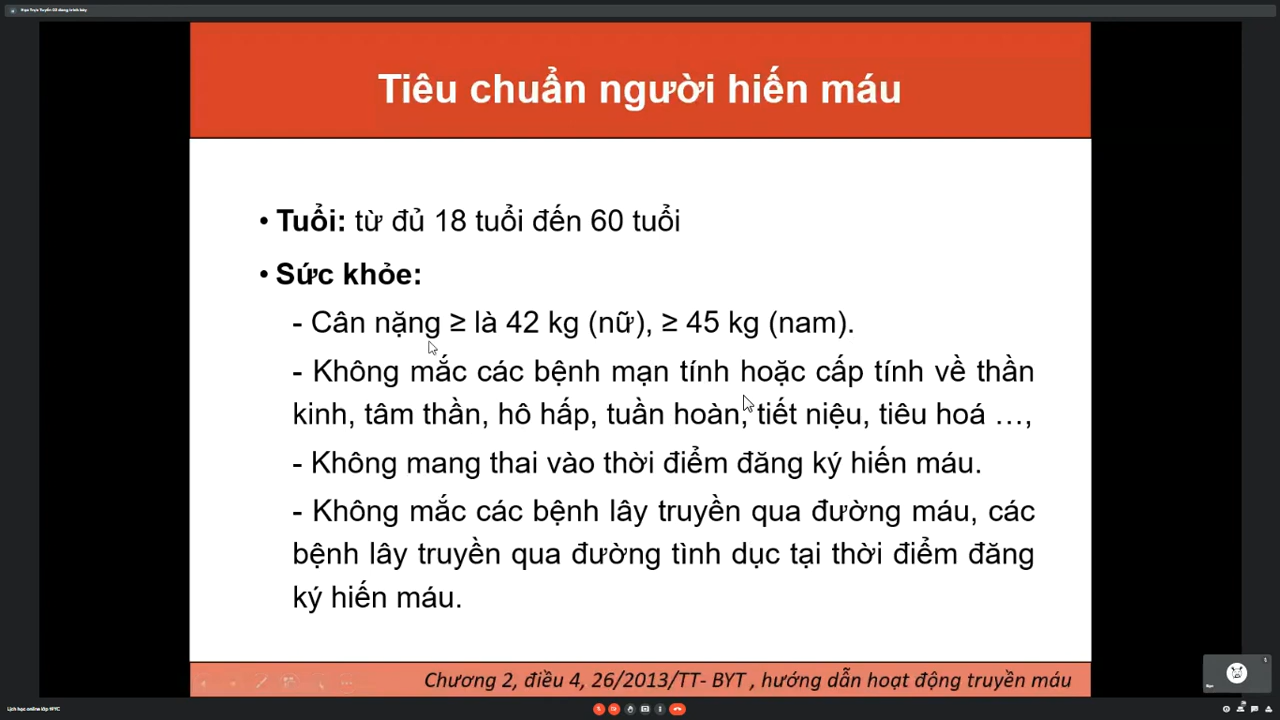 Tiêu chuẩn người hiến máu
• Tuổi: từ đủ 18 tuổi đến 60 tuổi
• Sức khỏe:
- Cân nặng ≥ là 42 kg (nữ), ≥ 45 kg (nam).
- Không mắc các bệnh mạn tính hoặc cấp tính về thần
kinh, tâm thần, hô hấp, tuần hoàn, tiết niệu, tiêu hoá …,
- Không mang thai vào thời điểm đăng ký hiến máu.
- Không mắc các bệnh lây truyền qua đường máu, các
bệnh lây truyền qua đường tình dục tại thời điểm đăng
ký hiến máu.
Chương 2, điều 4, 26/2013/TT- BYT , hướng dẫn hoạt động truyền máu